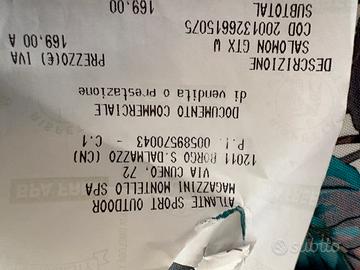 ATLANTE SPORT OUTDOOR
MAGAZZINI MONTELLO SPA
VIA CUNEO, 72
12011 BORGO S.DALMAZZO (CN)
P.I. 00589570043 - C.1
DOCUMENTO COMMERCIALE
di vendita o prestazione
DESCRIZIONE PREZZO(€) IVA
SALOMON GTX W 169.00 A
COD 2001326615075
SUBTOTAL 169.00
subito